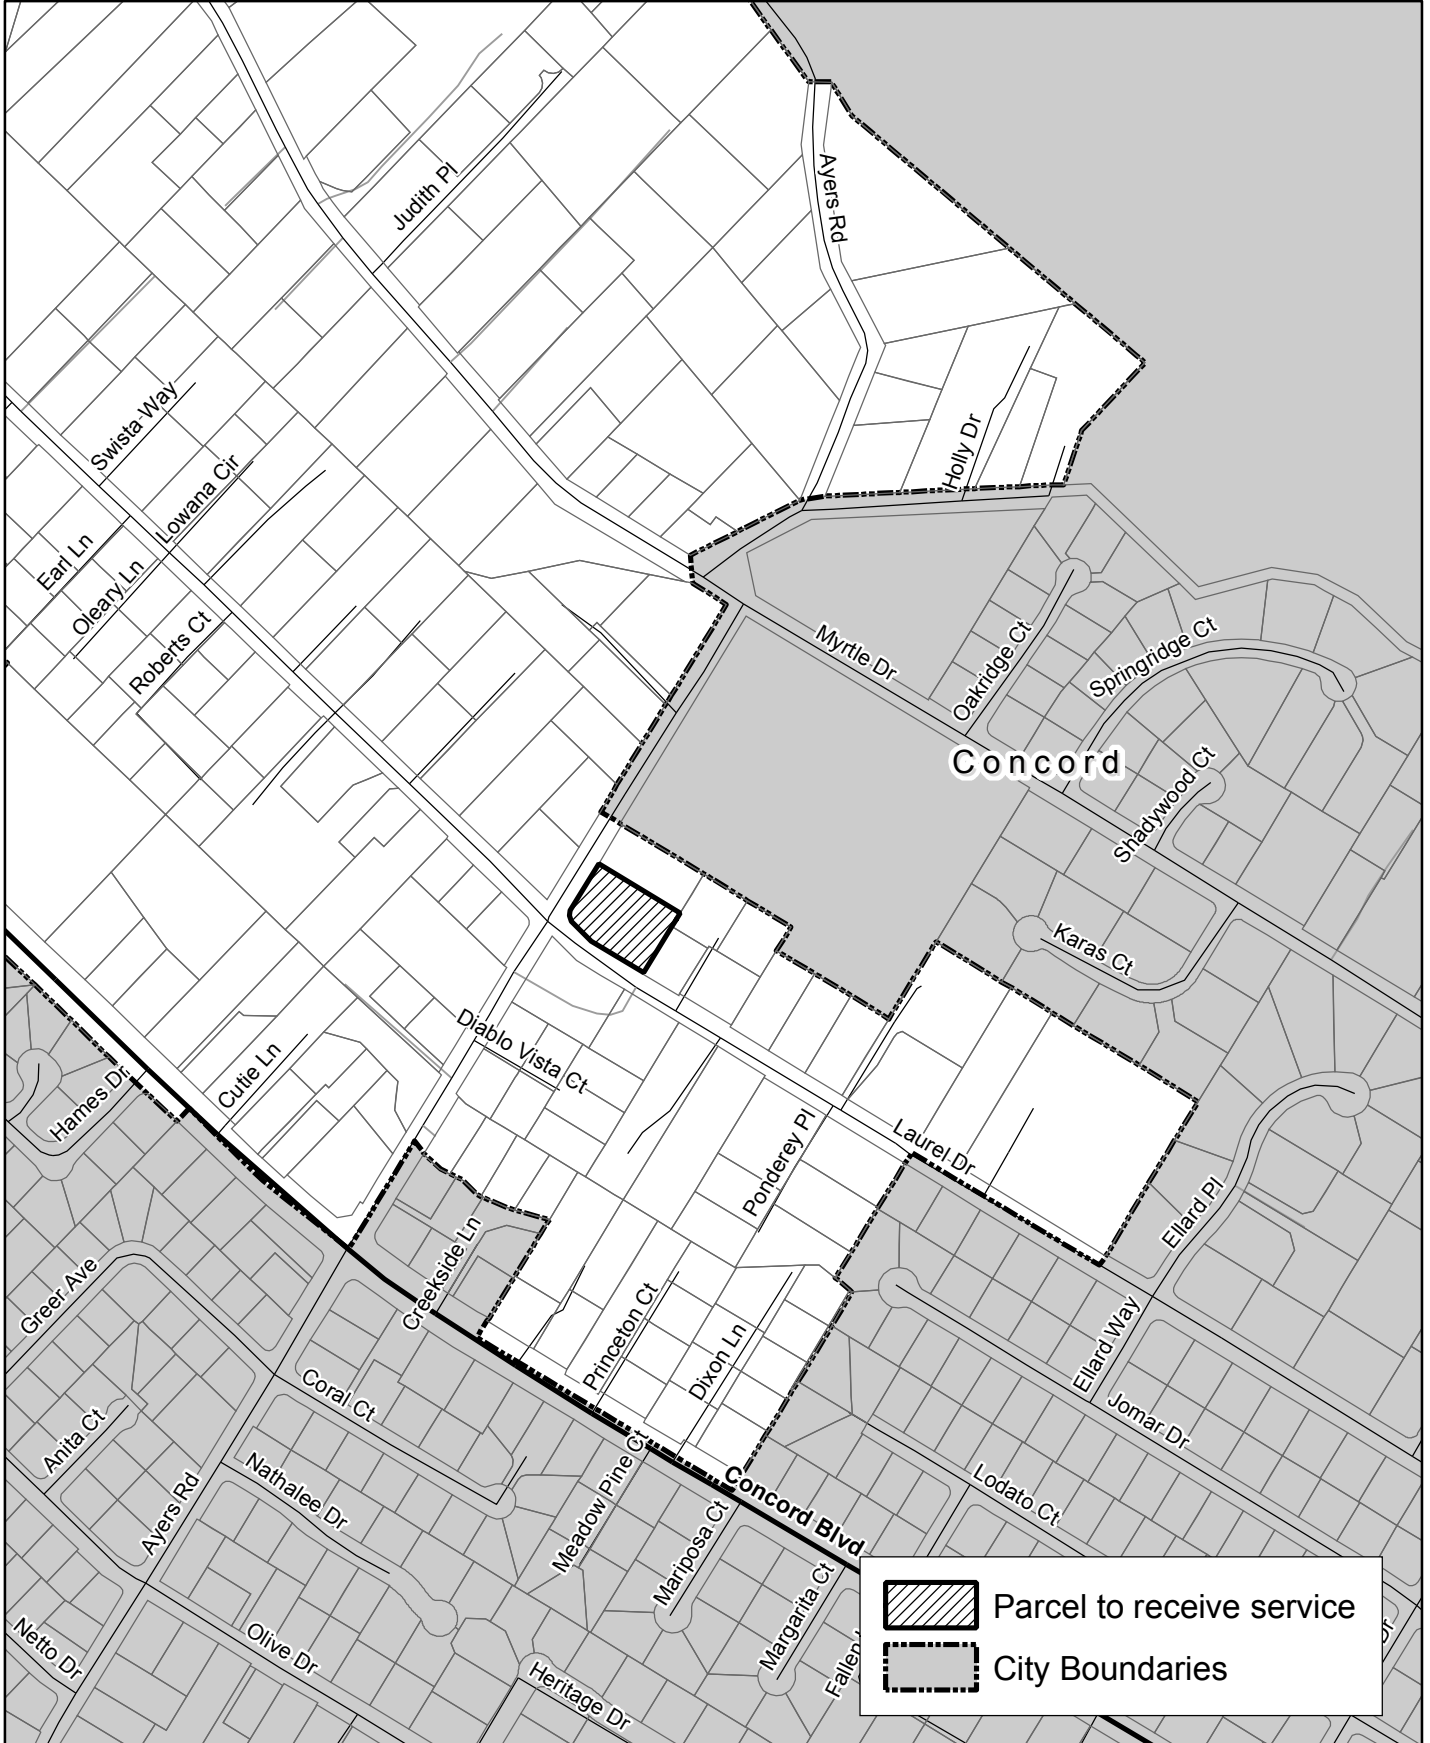 Judith Pl
Ayers Rd
Swista Way
Holly Dr
Lowana Cir
Earl Ln
Oleary Ln
Roberts Ct
Myrtle Dr
Oakridge Ct
Springridge Ct
Concord
Shadywood Ct
Karas Ct
Diablo Vista Ct
Cutie Ln
Hames Dr
Ponderey Pl
Laurel Dr
Ellard Pl
Creekside Ln
Greer Ave
Princeton Ct
Dixon Ln
Ellard Way
Coral Ct
Jomar Dr
Anita Ct
Nathalee Dr
Ayers Rd
Meadow Pine Ct
Concord Blvd
Lodato Ct
Mariposa Ct
Margarita Ct
Fallen
Dr
Netto Dr
Olive Dr
Heritage Dr
Parcel to receive service
City Boundaries